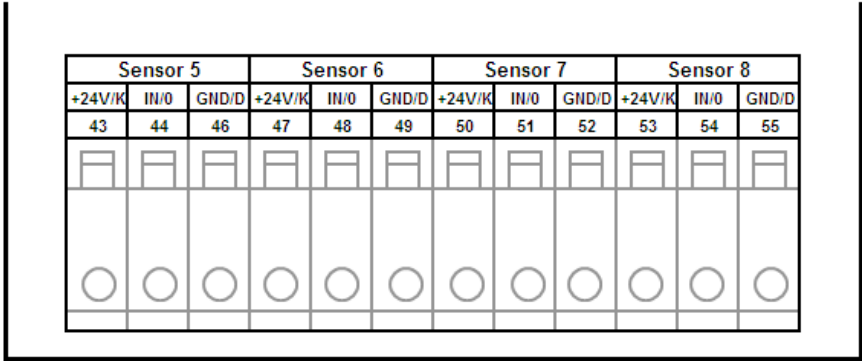 Sensor 5 Sensor 6 Sensor 7 Sensor 8
+24V/K IN/0 GND/D +24V/K IN/0 GND/D +24V/K IN/0 GND/D +24V/K IN/0 GND/D
43 44 46 47 48 49 50 51 52 53 54 55